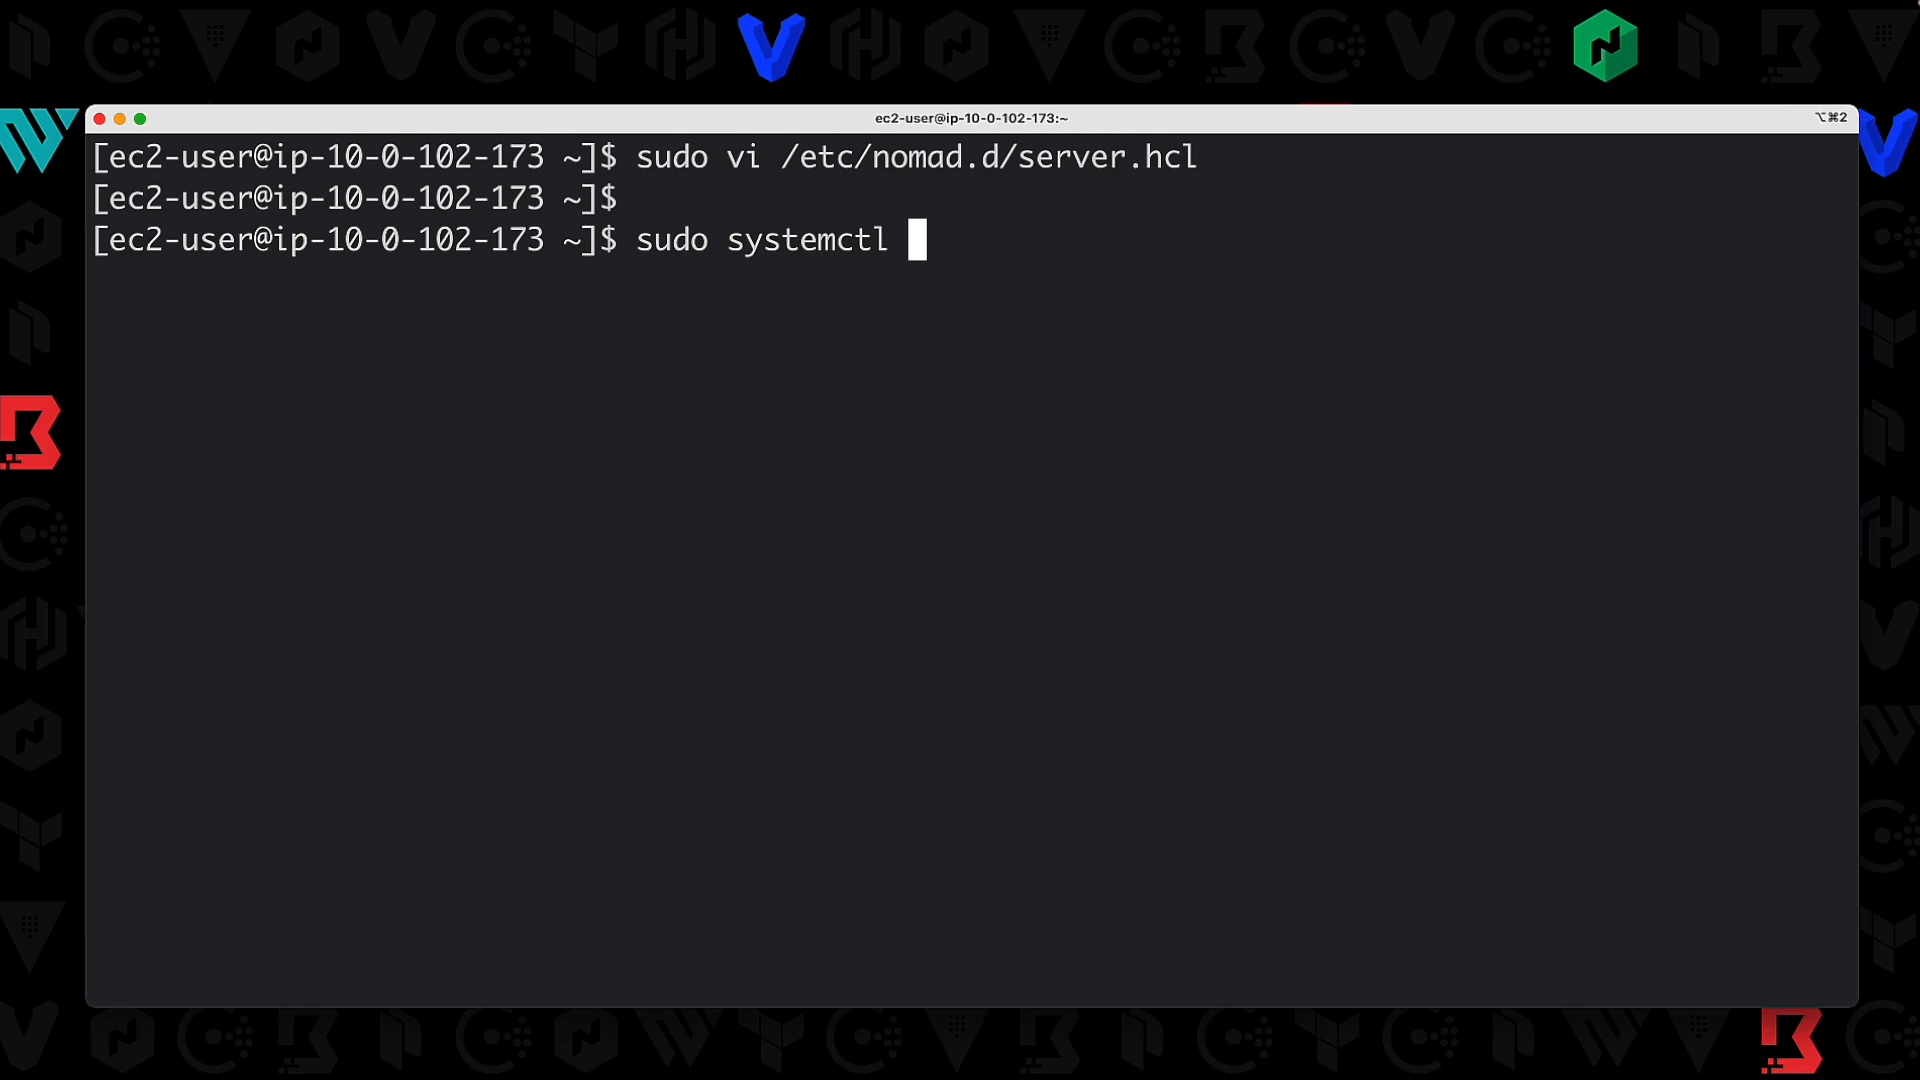 ec2-user@ip-10-0-102-173:~
⌥⌘2
[ec2-user@ip-10-0-102-173 ~]$ sudo vi /etc/nomad.d/server.hcl
[ec2-user@ip-10-0-102-173 ~]$
[ec2-user@ip-10-0-102-173 ~]$ sudo systemctl